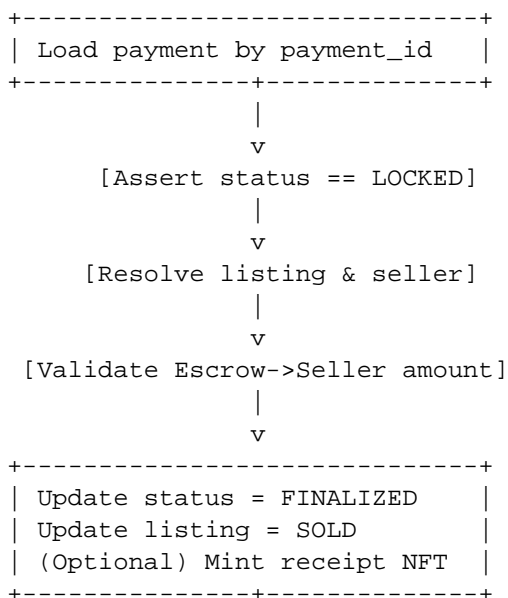 Load payment by payment_id
[Assert status == LOCKED]
[Resolve listing & seller]
[Validate Escrow->Seller amount]
Update status = FINALIZED
Update listing = SOLD
(Optional) Mint receipt NFT